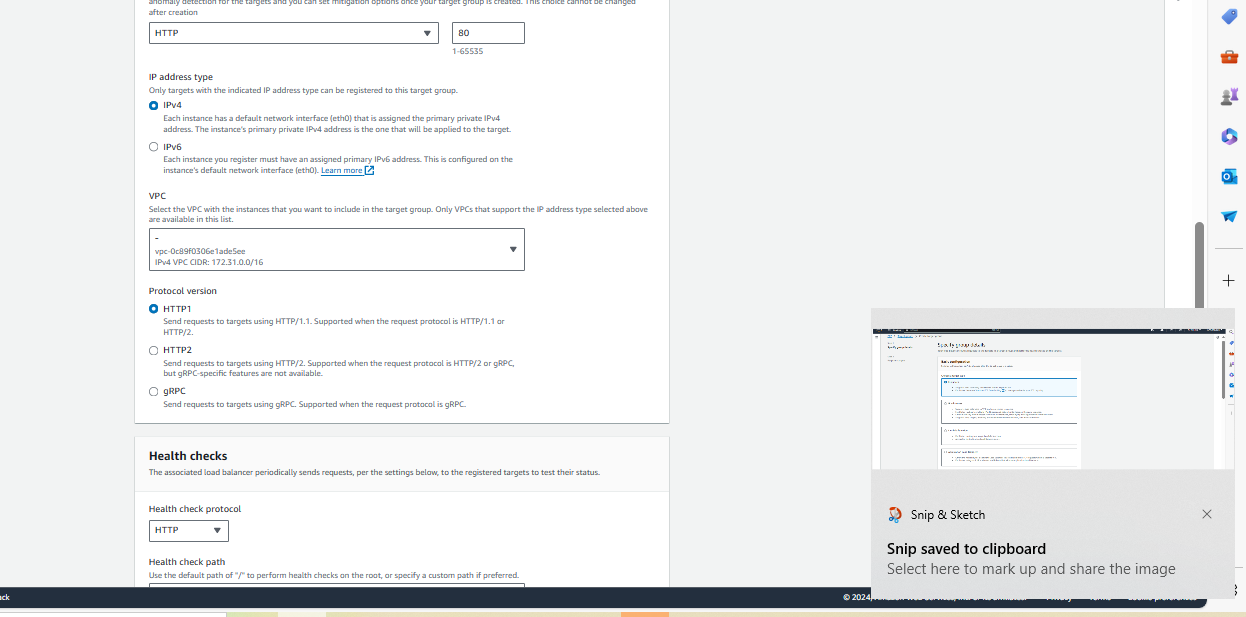 anomaly detection for the targets and you can set mitigation options once your target group is created. This choice cannot be changed
after creation
HTTP
80
1-65535
IP address type
Only targets with the indicated IP address type can be registered to this target group.
IPv4
Each instance has a default network interface (eth0) that is assigned the primary private IPv4
address. The instance's primary private IPv4 address is the one that will be applied to the target.
IPv6
Each instance you register must have an assigned primary IPv6 address. This is configured on the
instance's default network interface (eth0). Learn more
VPC
Select the VPC with the instances that you want to include in the target group. Only VPCs that support the IP address type selected above
are available in this list.
-
vpc-0c89f0306e1ade5ee
IPv4 VPC CIDR: 172.31.0.0/16
Protocol version
HTTP1
Send requests to targets using HTTP/1.1. Supported when the request protocol is HTTP/1.1 or
HTTP/2.
HTTP2
Send requests to targets using HTTP/2. Supported when the request protocol is HTTP/2 or gRPC,
but gRPC-specific features are not available.
gRPC
Send requests to targets using gRPC. Supported when the request protocol is gRPC.
Health checks
The associated load balancer periodically sends requests, per the settings below, to the registered targets to test their status.
Health check protocol
HTTP
Health check path
Use the default path of "/" to perform health checks on the root, or specify a custom path if preferred.
Specify group details
Snip & Sketch
Snip saved to clipboard
Select here to mark up and share the image
ack
© 2024,